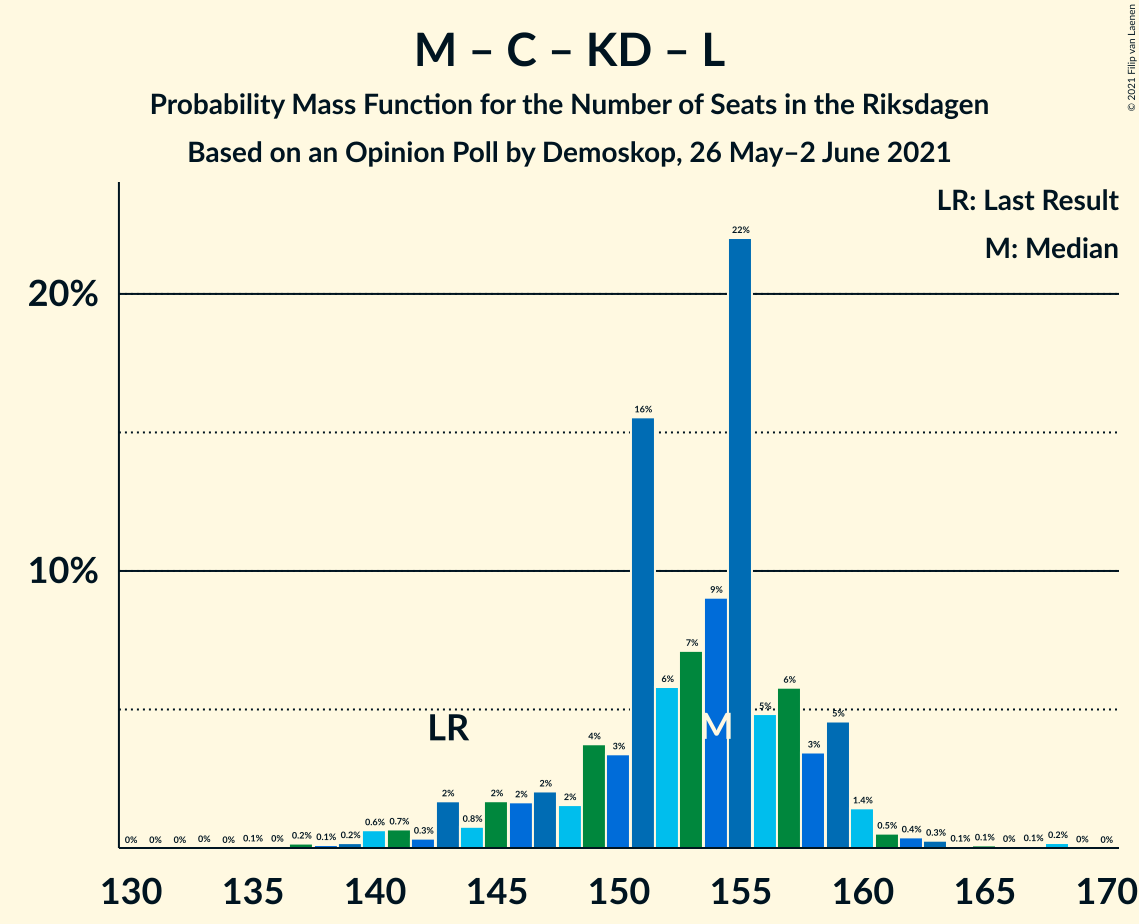 M – C – KD – L
Probability Mass Function for the Number of Seats in the Riksdagen
Based on an Opinion Poll by Demoskop, 26 May–2 June 2021
© 2021 Filip van Laenen
LR: Last Result
M: Median
20%
10%
0% 0% 0% 0% 0% 0.1% 0% 0.2% 0.1% 0.2% 0.6% 0.7% 0.3% 2% 0.8% 2% 2% 2% 2% 4% 3% 16% 6% 7% 9% 22% 5% 6% 3% 5% 1.4% 0.5% 0.4% 0.3% 0.1% 0.1% 0% 0.1% 0.2% 0% 0%
LR
M
130 135 140 145 150 155 160 165 170